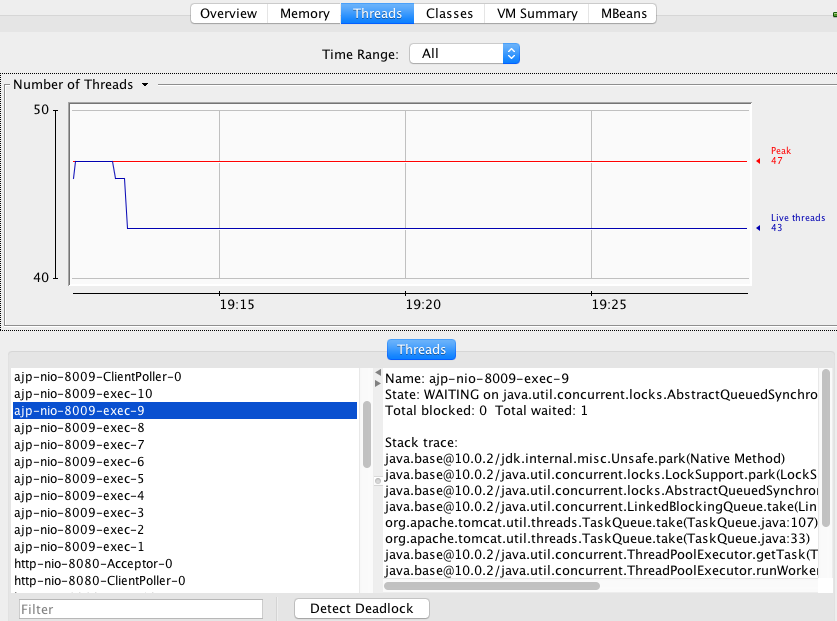 Overview Memory Threads Classes VM Summary MBeans
Time Range: All
Number of Threads
50
Peak
47
Live threads
43
40
19:15 19:20 19:25
Threads
ajp-nio-8009-ClientPoller-0
ajp-nio-8009-exec-10
ajp-nio-8009-exec-9
ajp-nio-8009-exec-8
ajp-nio-8009-exec-7
ajp-nio-8009-exec-6
ajp-nio-8009-exec-5
ajp-nio-8009-exec-4
ajp-nio-8009-exec-3
ajp-nio-8009-exec-2
ajp-nio-8009-exec-1
http-nio-8080-Acceptor-0
http-nio-8080-ClientPoller-0
Name: ajp-nio-8009-exec-9
State: WAITING on java.util.concurrent.locks.AbstractQueuedSynchro
Total blocked: 0 Total waited: 1
Stack trace:
java.base@10.0.2/jdk.internal.misc.Unsafe.park(Native Method)
java.base@10.0.2/java.util.concurrent.locks.LockSupport.park(LockS
java.base@10.0.2/java.util.concurrent.locks.AbstractQueuedSynchro
java.base@10.0.2/java.util.concurrent.LinkedBlockingQueue.take(Lin
org.apache.tomcat.util.threads.TaskQueue.take(TaskQueue.java:107)
org.apache.tomcat.util.threads.TaskQueue.take(TaskQueue.java:33)
java.base@10.0.2/java.util.concurrent.ThreadPoolExecutor.getTask(T
java.base@10.0.2/java.util.concurrent.ThreadPoolExecutor.runWorke
Filter
Detect Deadlock